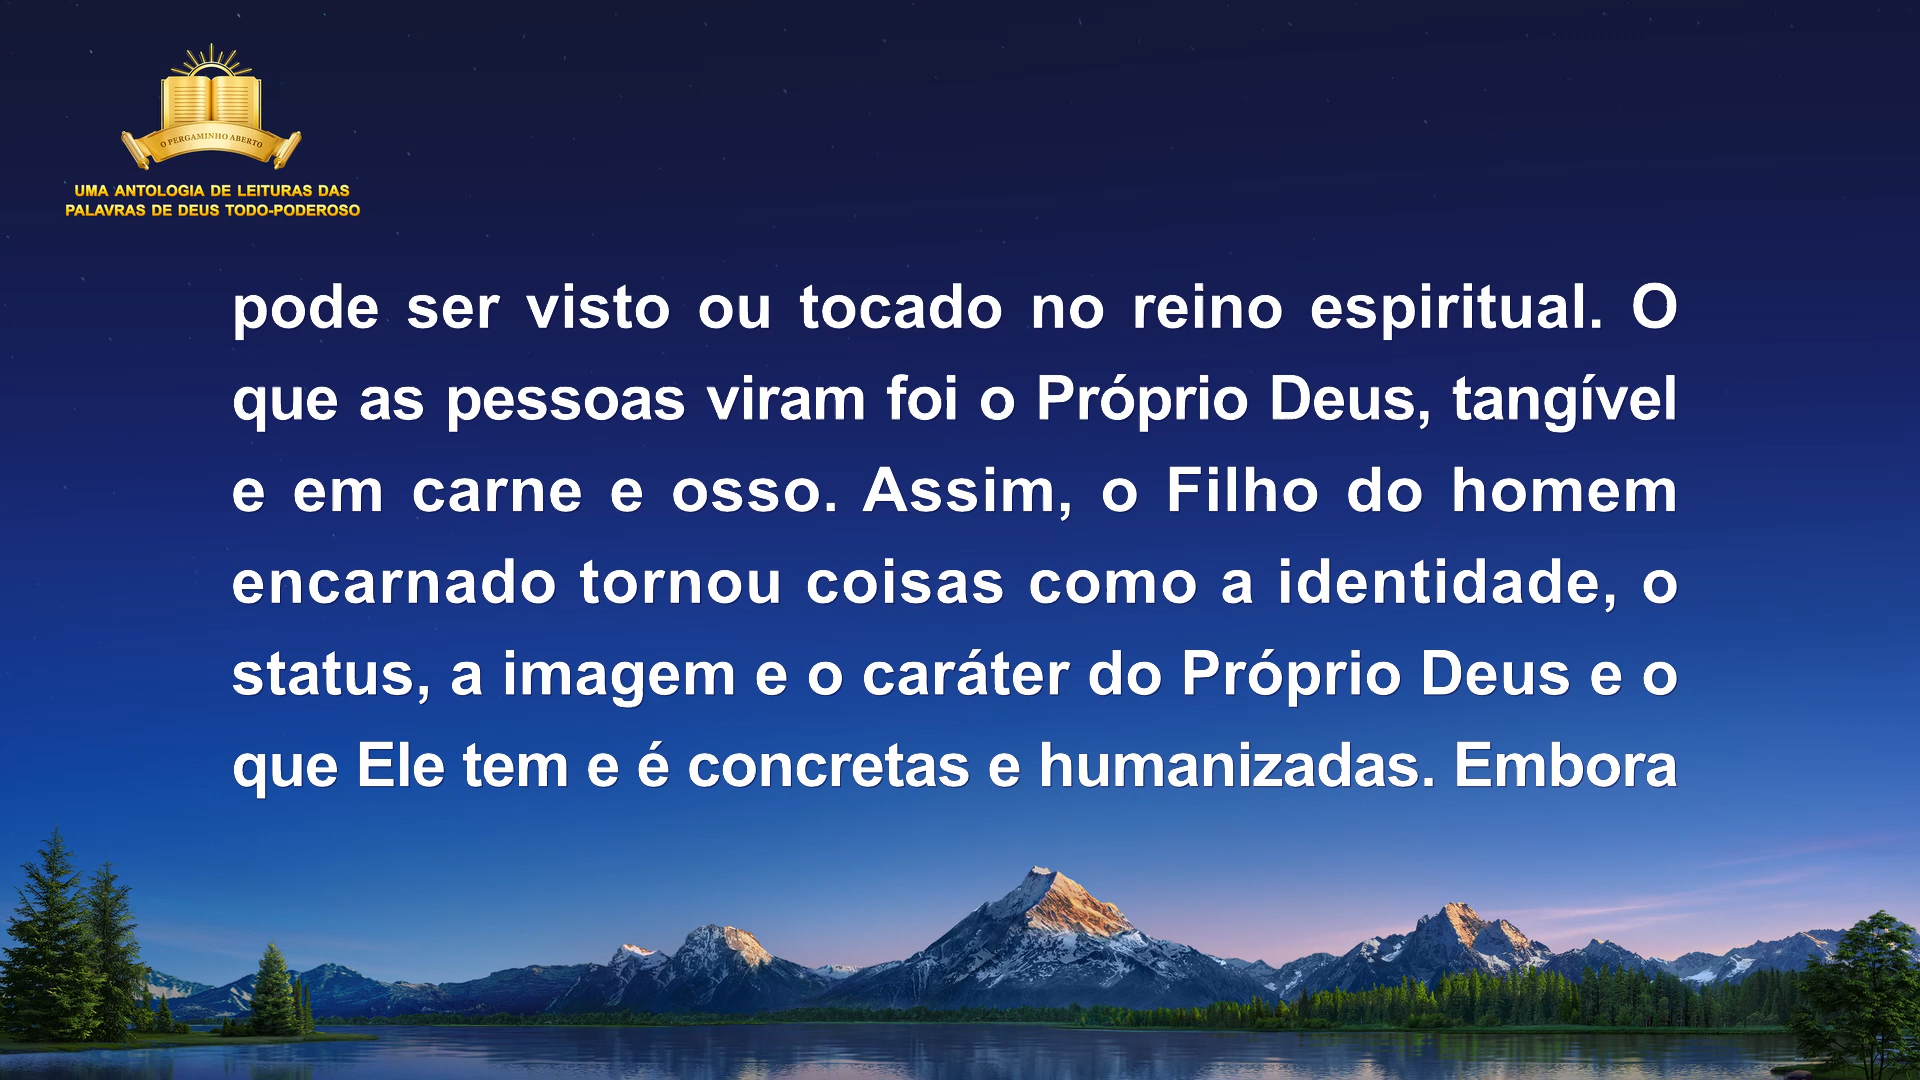 O PERGAMINHO ABERTO
UMA ANTOLOGIA DE LEITURAS DAS
PALAVRAS DE DEUS TODO-PODEROSO
pode ser visto ou tocado no reino espiritual. O
que as pessoas viram foi o Próprio Deus, tangível
e em carne e osso. Assim, o Filho do homem
encarnado tornou coisas como a identidade, o
status, a imagem e o caráter do Próprio Deus e o
que Ele tem e é concretas e humanizadas. Embora